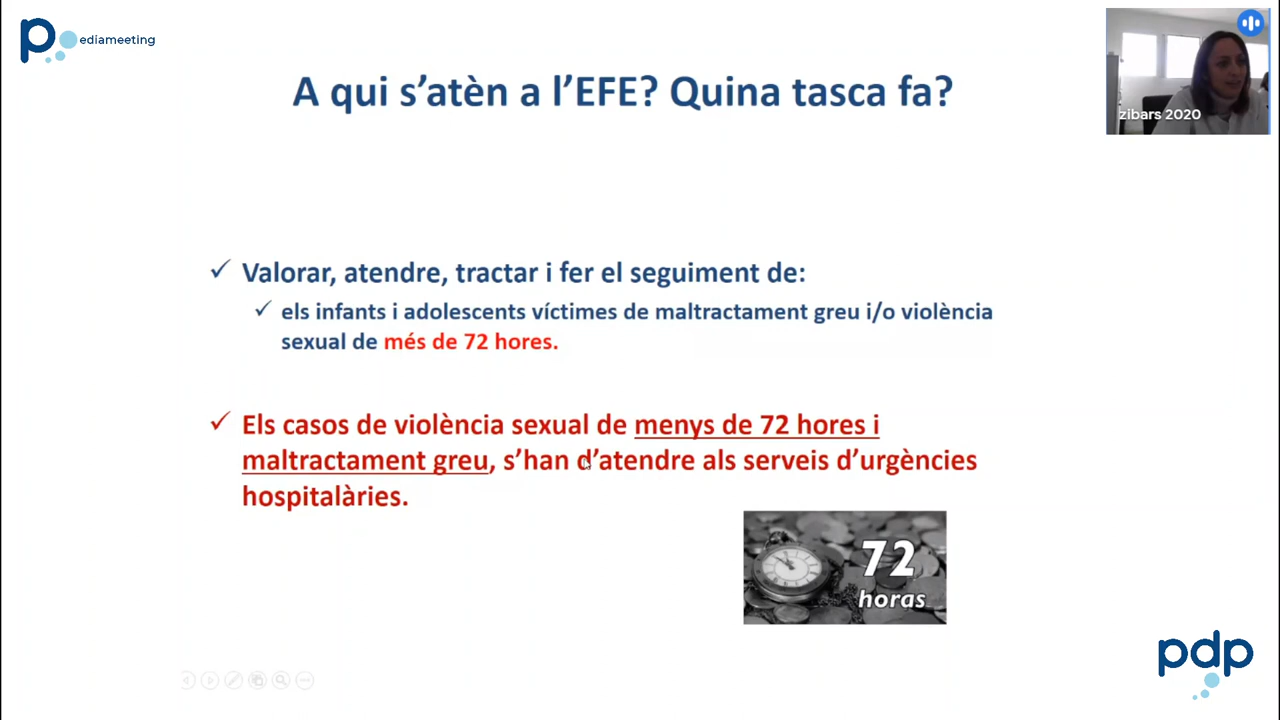 pediameeting
zibars 2020
A qui s’atèn a l’EFE? Quina tasca fa?
Valorar, atendre, tractar i fer el seguiment de:
els infants i adolescents víctimes de maltractament greu i/o violència
sexual de més de 72 hores.
Els casos de violència sexual de menys de 72 hores i
maltractament greu, s’han d’atendre als serveis d’urgències
hospitalàries.
72
horas
pdp